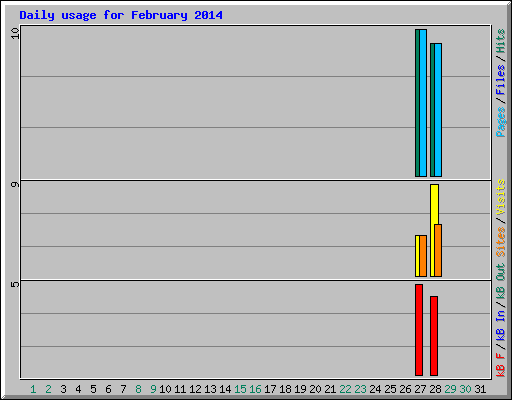 Daily usage for February 2014
10
9
5
Pages / Files / Hits
Sites / Visits
kB F / kB In / kB Out
1 2 3 4 5 6 7 8 9 10 11 12 13 14 15 16 17 18 19 20 21 22 23 24 25 26 27 28 29 30 31